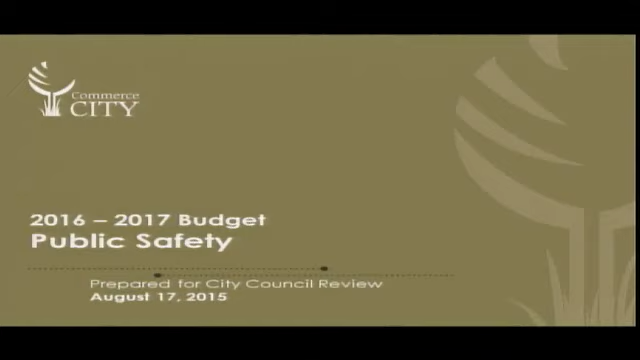 Commerce
CITY
2016 – 2017 Budget
Public Safety
Prepared for City Council Review
August 17, 2015